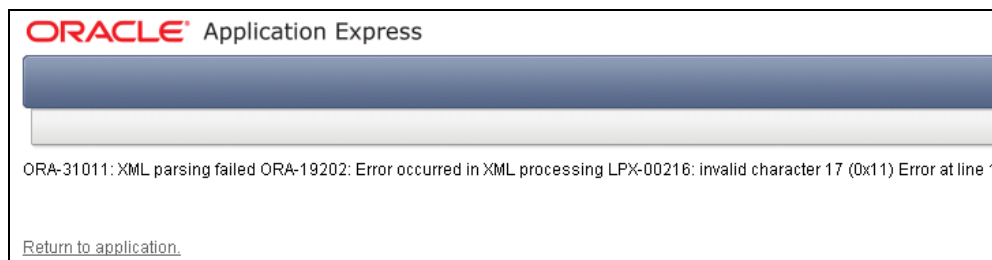 ORACLE® Application Express
ORA-31011: XML parsing failed ORA-19202: Error occurred in XML processing LPX-00216: invalid character 17 (0x11) Error at line 1
Return to application.